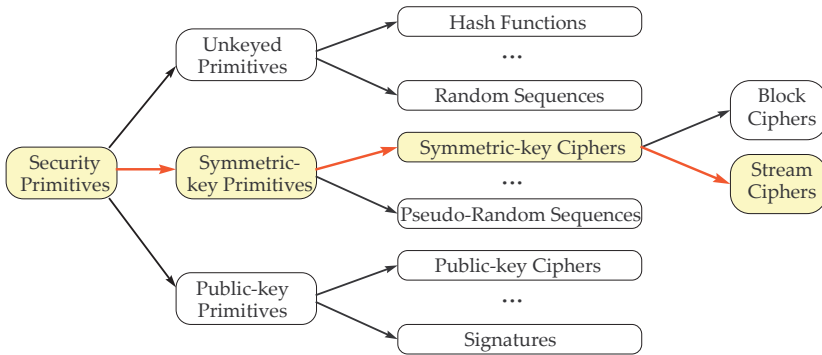 Security
Primitives
Unkeyed
Primitives
Hash Functions
...
Random Sequences
Symmetric-
key Primitives
Symmetric-key Ciphers
...
Pseudo-Random Sequences
Block
Ciphers
Stream
Ciphers
Public-key
Primitives
Public-key Ciphers
...
Signatures